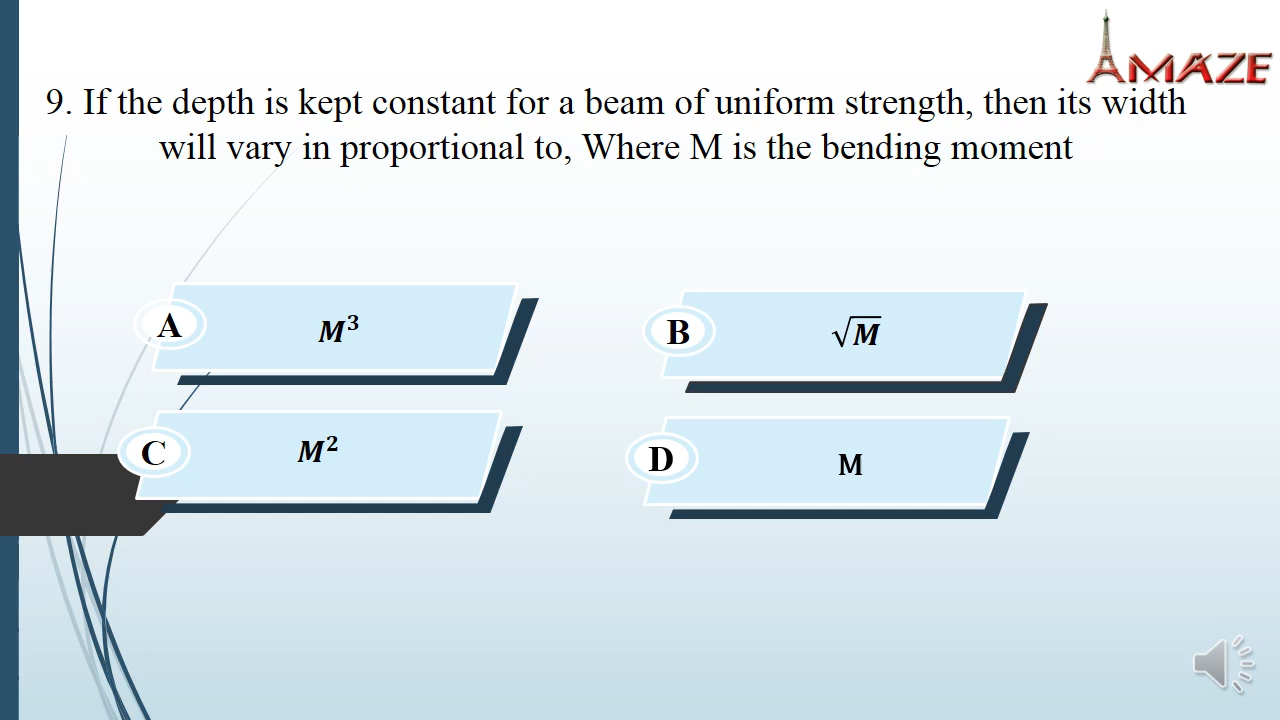 AMAZE
9. If the depth is kept constant for a beam of uniform strength, then its width
will vary in proportional to, Where M is the bending moment
A
M³
B
√M
C
M²
D
M